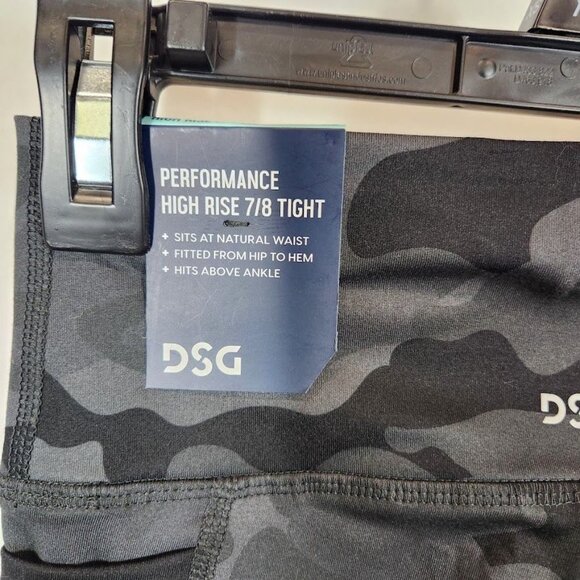 PERFORMANCE
HIGH RISE 7/8 TIGHT
+ SITS AT NATURAL WAIST
+ FITTED FROM HIP TO HEM
+ HITS ABOVE ANKLE
DSG
DSG